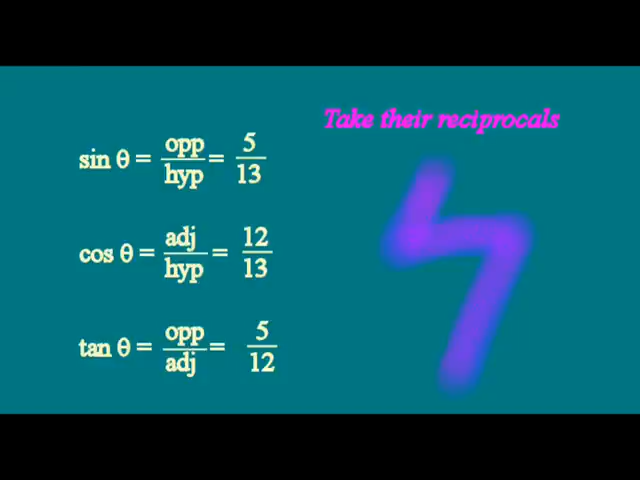 Take their reciprocals
sin θ = opp/hyp = 5/13
cos θ = adj/hyp = 12/13
tan θ = opp/adj = 5/12